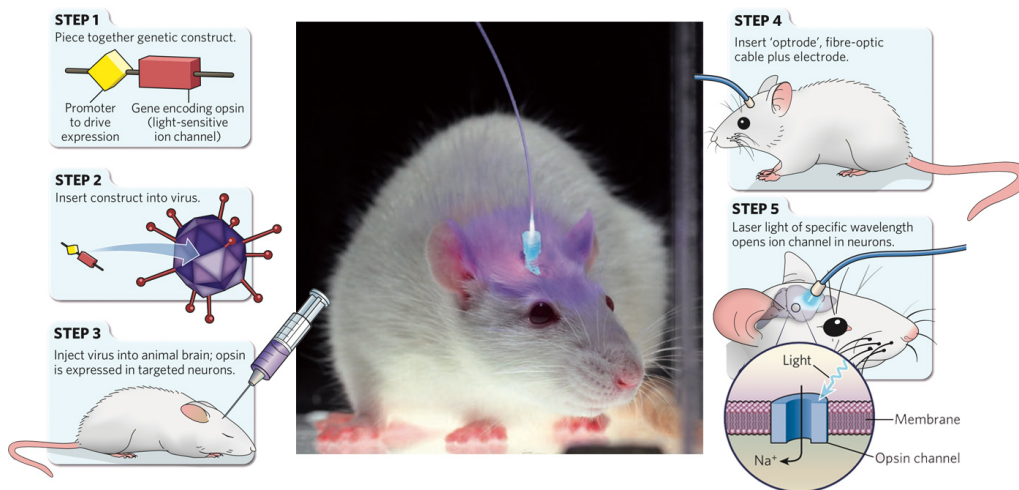 STEP 1
Piece together genetic construct.
Promoter
to drive
expression
Gene encoding opsin
(light-sensitive
ion channel)
STEP 2
Insert construct into virus.
STEP 3
Inject virus into animal brain; opsin
is expressed in targeted neurons.
STEP 4
Insert ‘optrode’, fibre-optic
cable plus electrode.
STEP 5
Laser light of specific wavelength
opens ion channel in neurons.
Light
Membrane
Opsin channel
Na⁺